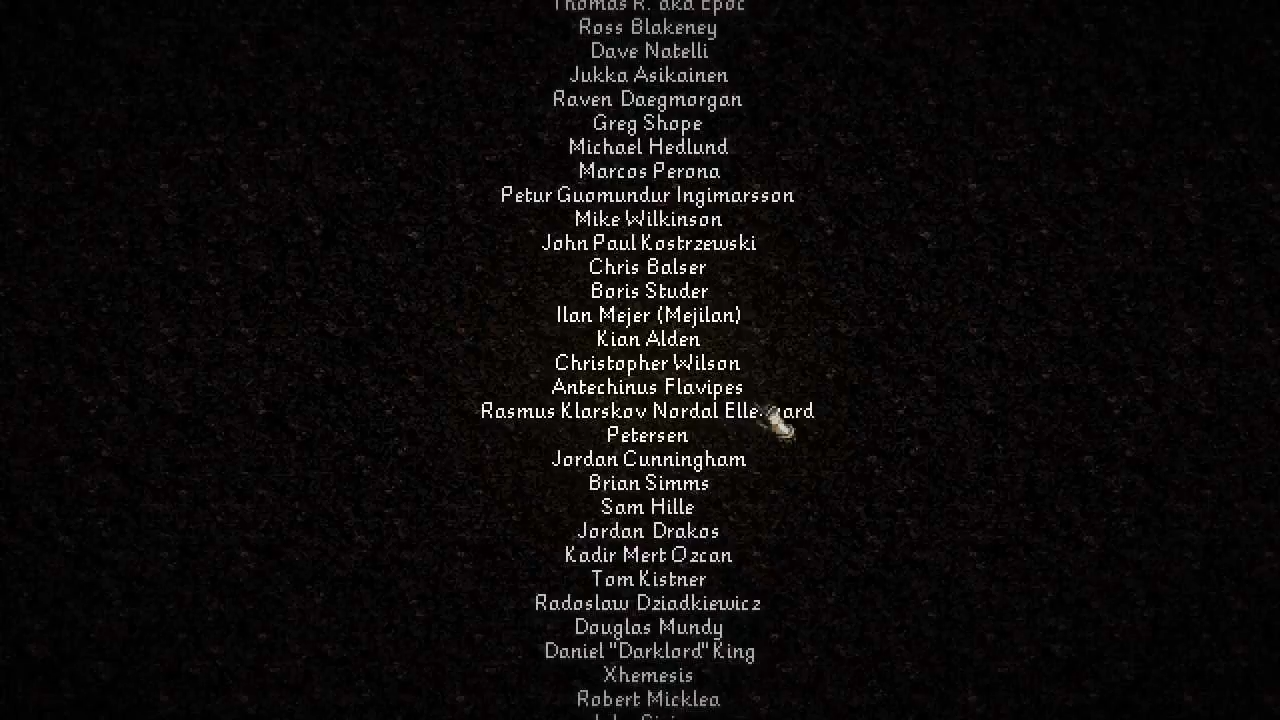 Thomas R. aka Epoc
Ross Blakeney
Dave Natelli
Jukka Asikainen
Raven Daegmorgan
Greg Shope
Michael Hedlund
Marcos Perona
Petur Guomundur Ingimarsson
Mike Wilkinson
John Paul Kostrzewski
Chris Balser
Boris Studer
Ilan Mejer (Mejilan)
Kian Alden
Christopher Wilson
Antechinus Flavipes
Rasmus Klarskov Nordal
Petersen
Jordan Cunningham
Brian Simms
Sam Hille
Jordan Drakos
Kadir Mert Ozcan
Tom Kistner
Radoslaw Dziadkiewicz
Douglas Mundy
Daniel "Darklord" King
Xhemesis
Robert Micklea